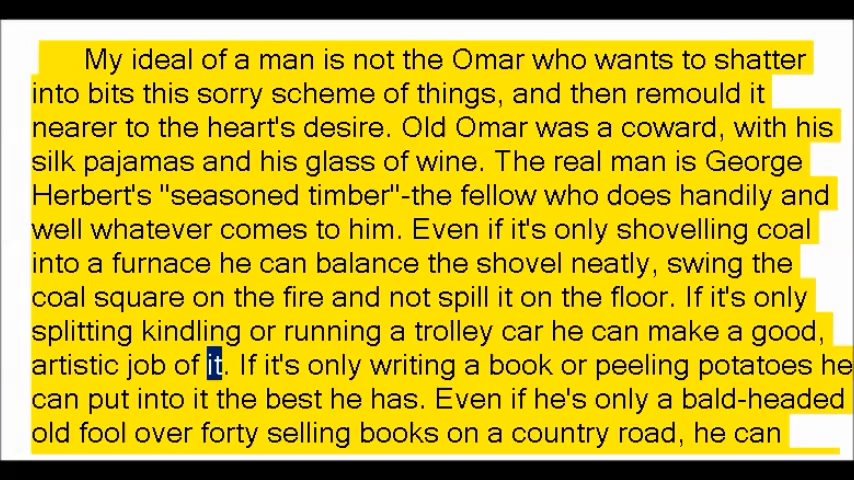 My ideal of a man is not the Omar who wants to shatter
into bits this sorry scheme of things, and then remould it
nearer to the heart's desire. Old Omar was a coward, with his
silk pajamas and his glass of wine. The real man is George
Herbert's "seasoned timber"-the fellow who does handily and
well whatever comes to him. Even if it's only shovelling coal
into a furnace he can balance the shovel neatly, swing the
coal square on the fire and not spill it on the floor. If it's only
splitting kindling or running a trolley car he can make a good,
artistic job of it. If it's only writing a book or peeling potatoes he
can put into it the best he has. Even if he's only a bald-headed
old fool over forty selling books on a country road, he can